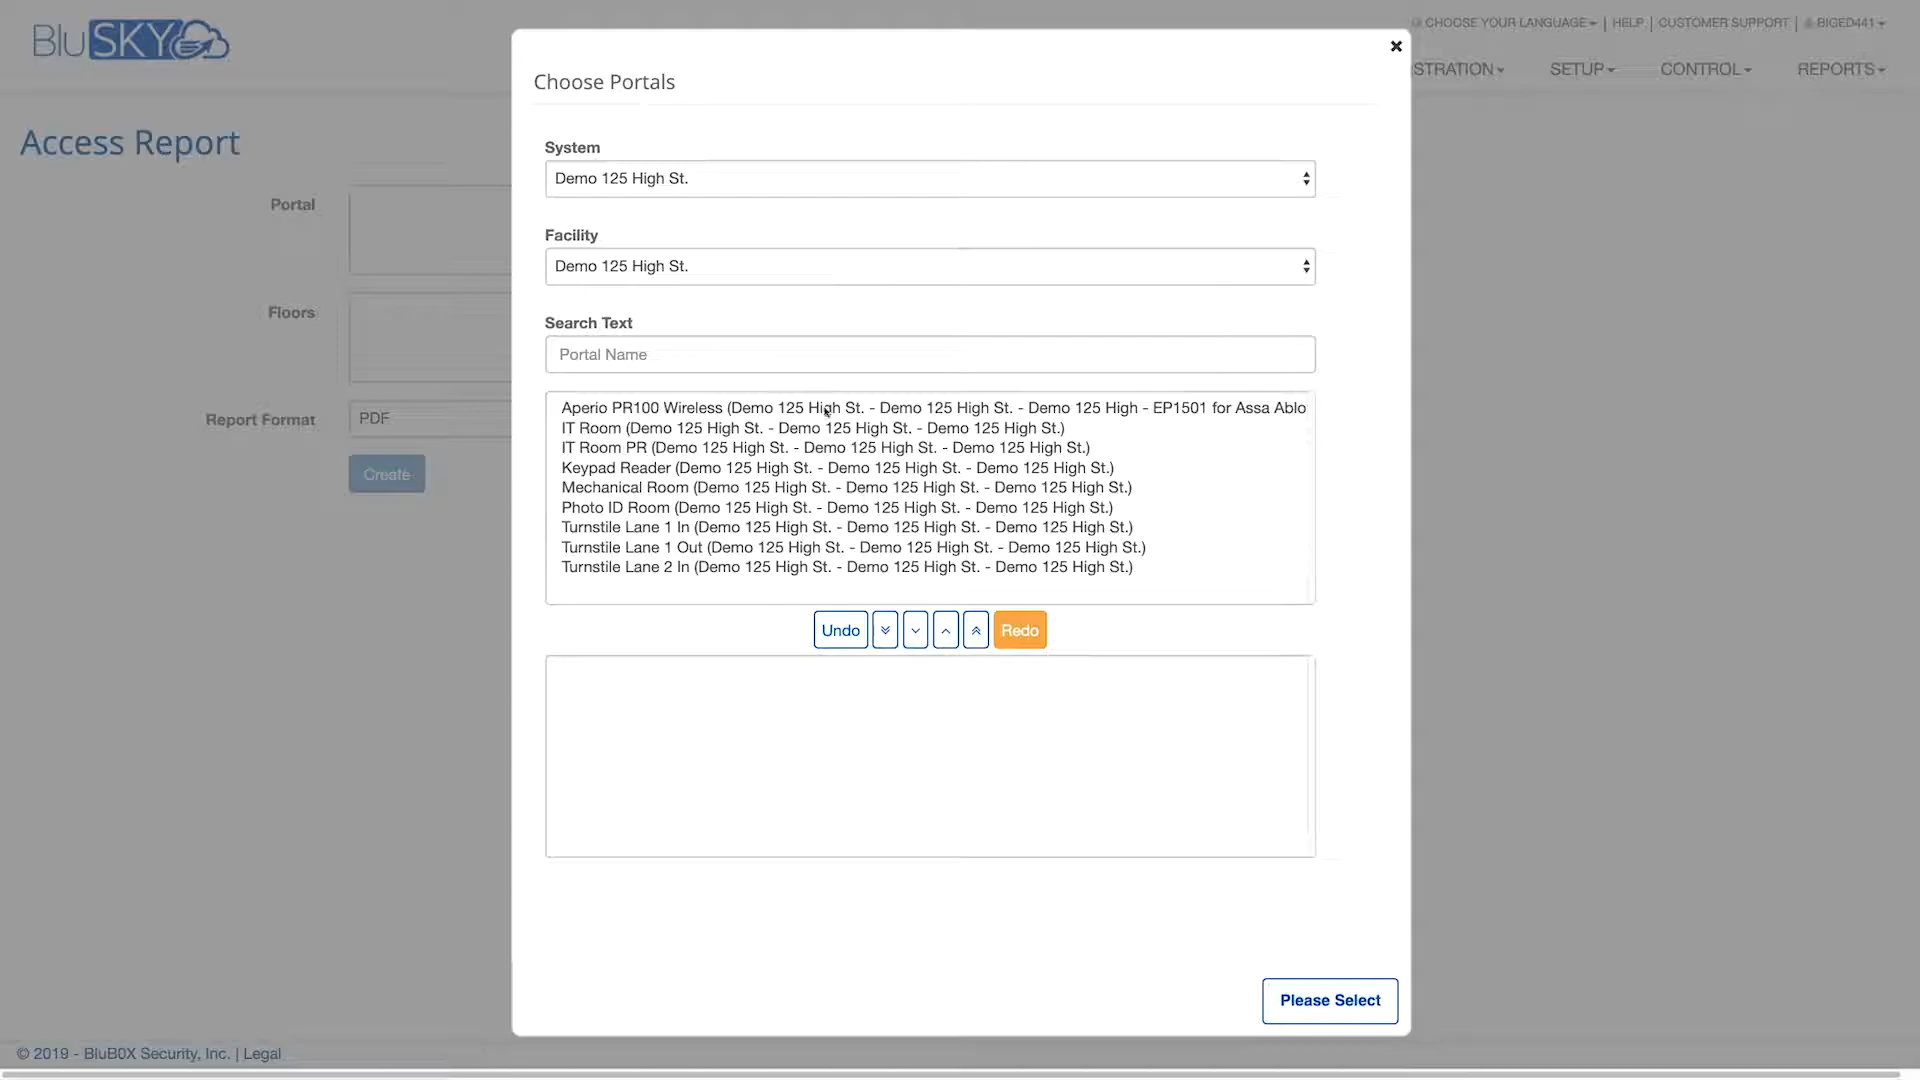 BluSKY
CHOOSE YOUR LANGUAGE | HELP | CUSTOMER SUPPORT | BIGED441
STRATION SETUP CONTROL REPORTS
Choose Portals
Access Report
System
Demo 125 High St.
Portal
Facility
Demo 125 High St.
Floors
Search Text
Portal Name
Report Format
PDF
Create
Aperio PR100 Wireless (Demo 125 High St. - Demo 125 High St. - Demo 125 High - EP1501 for Assa Ablo
IT Room (Demo 125 High St. - Demo 125 High St. - Demo 125 High St.)
IT Room PR (Demo 125 High St. - Demo 125 High St. - Demo 125 High St.)
Keypad Reader (Demo 125 High St. - Demo 125 High St. - Demo 125 High St.)
Mechanical Room (Demo 125 High St. - Demo 125 High St. - Demo 125 High St.)
Photo ID Room (Demo 125 High St. - Demo 125 High St. - Demo 125 High St.)
Turnstile Lane 1 In (Demo 125 High St. - Demo 125 High St. - Demo 125 High St.)
Turnstile Lane 1 Out (Demo 125 High St. - Demo 125 High St. - Demo 125 High St.)
Turnstile Lane 2 In (Demo 125 High St. - Demo 125 High St. - Demo 125 High St.)
Undo Redo
Please Select
© 2019 - BluB0X Security, Inc. | Legal